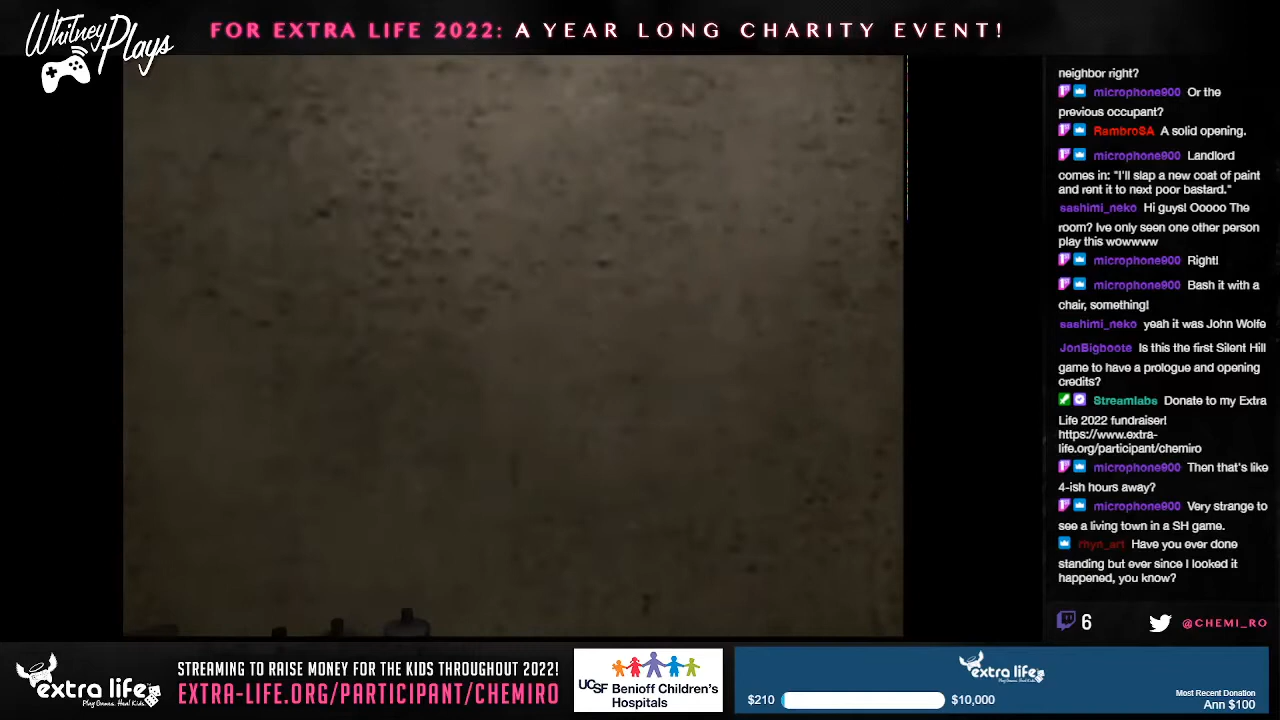 Whitney Plays
FOR EXTRA LIFE 2022: A YEAR LONG CHARITY EVENT!
neighbor right?
microphone900 Or the
previous occupant?
RambroSA A solid opening.
microphone900 Landlord
comes in: "I'll slap a new coat of paint
and rent it to next poor bastard."
sashimi_neko Hi guys! Ooooo The
room? Ive only seen one other person
play this wowwww
microphone900 Right!
microphone900 Bash it with a
chair, something!
sashimi_neko yeah it was John Wolfe
JonBigboote Is this the first Silent Hill
game to have a prologue and opening
credits?
Streamlabs Donate to my Extra
Life 2022 fundraiser!
https://www.extra-
life.org/participant/chemiro
microphone900 Then that's like
4-ish hours away?
microphone900 Very strange to
see a living town in a SH game.
rhyn_art Have you ever done
standing but ever since I looked it
happened, you know?
6
@CHEMI_RO
extra life
Play Games. Heal Kids.
STREAMING TO RAISE MONEY FOR THE KIDS THROUGHOUT 2022!
EXTRA-LIFE.ORG/PARTICIPANT/CHEMIRO
UCSF Benioff Children's
Hospitals
extra life
Play Games. Heal Kids.
$210
$10,000
Most Recent Donation
Ann $100